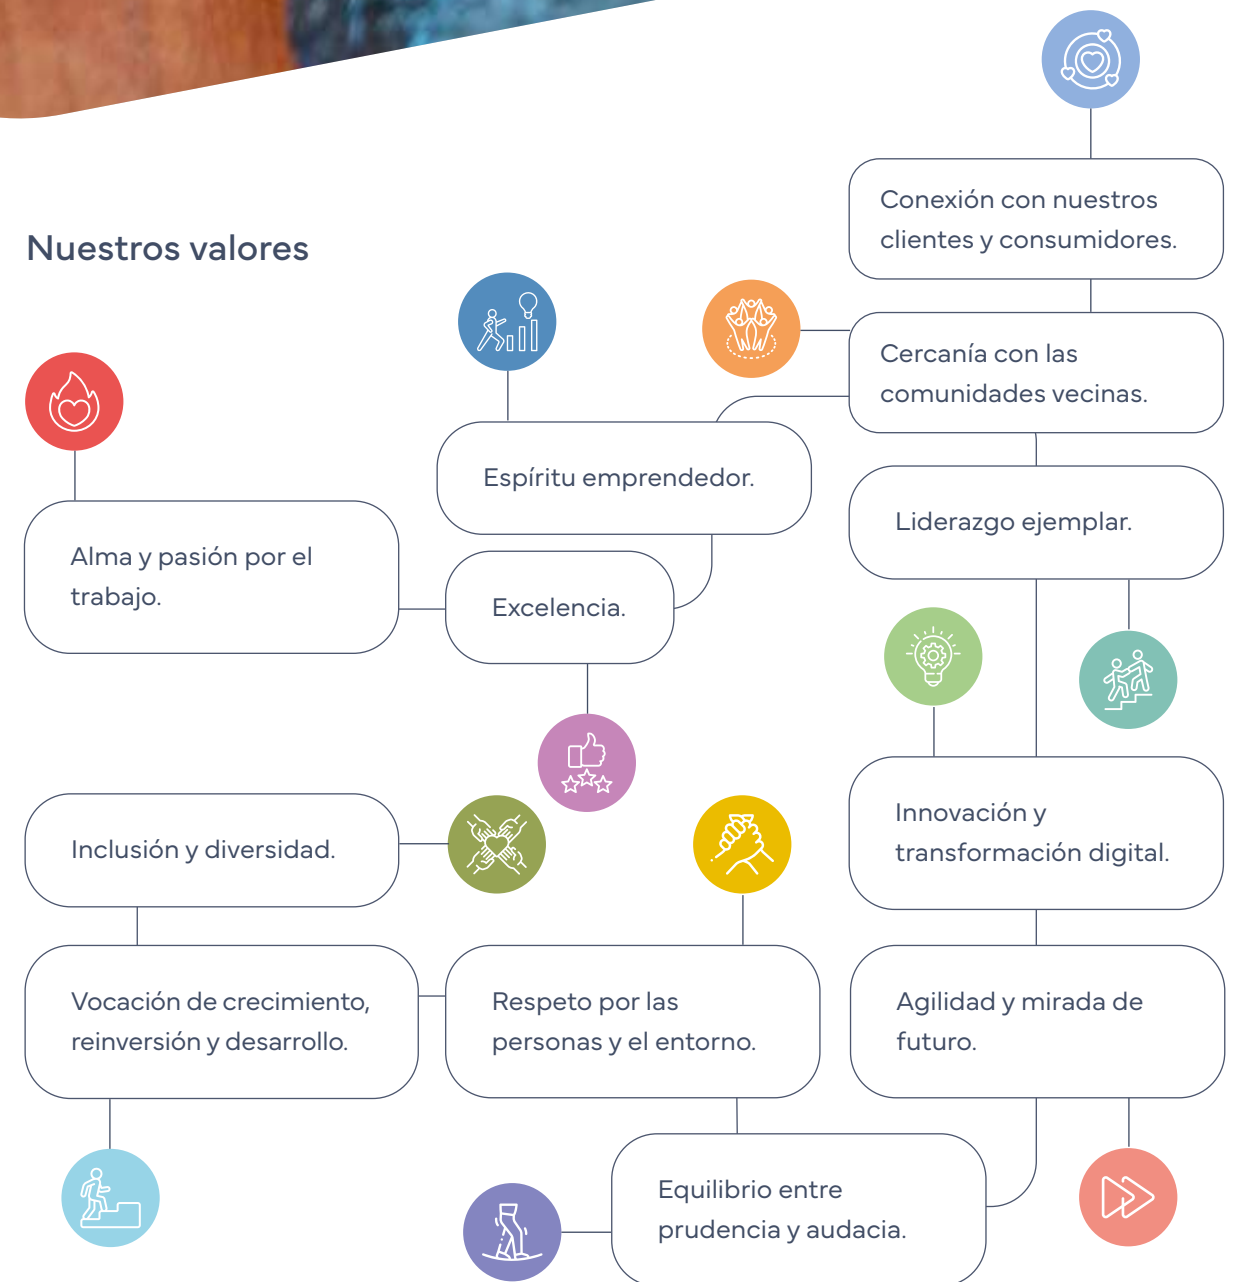 Nuestros valores
Conexión con nuestros
clientes y consumidores.
Cercanía con las
comunidades vecinas.
Espíritu emprendedor.
Liderazgo ejemplar.
Alma y pasión por el
trabajo.
Excelencia.
Innovación y
transformación digital.
Inclusión y diversidad.
Vocación de crecimiento,
reinversión y desarrollo.
Respeto por las
personas y el entorno.
Agilidad y mirada de
futuro.
Equilibrio entre
prudencia y audacia.